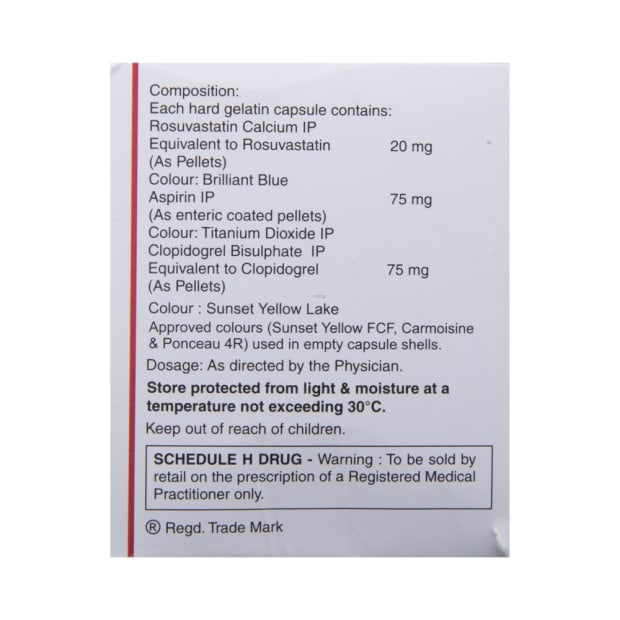 Composition:
Each hard gelatin capsule contains:
Rosuvastatin Calcium IP
Equivalent to Rosuvastatin 20 mg
(As Pellets)
Colour: Brilliant Blue
Aspirin IP 75 mg
(As enteric coated pellets)
Colour: Titanium Dioxide IP
Clopidogrel Bisulphate IP
Equivalent to Clopidogrel 75 mg
(As Pellets)
Colour : Sunset Yellow Lake
Approved colours (Sunset Yellow FCF, Carmoisine
& Ponceau 4R) used in empty capsule shells.
Dosage: As directed by the Physician.
Store protected from light & moisture at a
temperature not exceeding 30°C.
Keep out of reach of children.
SCHEDULE H DRUG - Warning : To be sold by
retail on the prescription of a Registered Medical
Practitioner only.
® Regd. Trade Mark